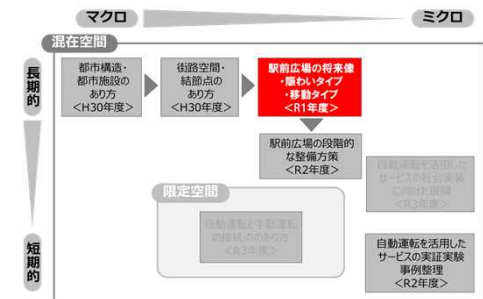 マクロ
ミクロ
混在空間
長期的
短期的
都市構造・
都市施設の
あり方
<H30年度>
街路空間・
結節点の
あり方
<H30年度>
駅前広場の将来像
・賑わいタイプ
・移動タイプ
<R1年度>
駅前広場の段階的
な整備方策
<R2年度>
自動運転を活用した
サービスの社会実装
に向けた展開
<R3年度>
限定空間
自動運転と手動運転
の接続点のあり方
<R3年度>
自動運転を活用した
サービスの実証実験
事例整理
<R2年度>